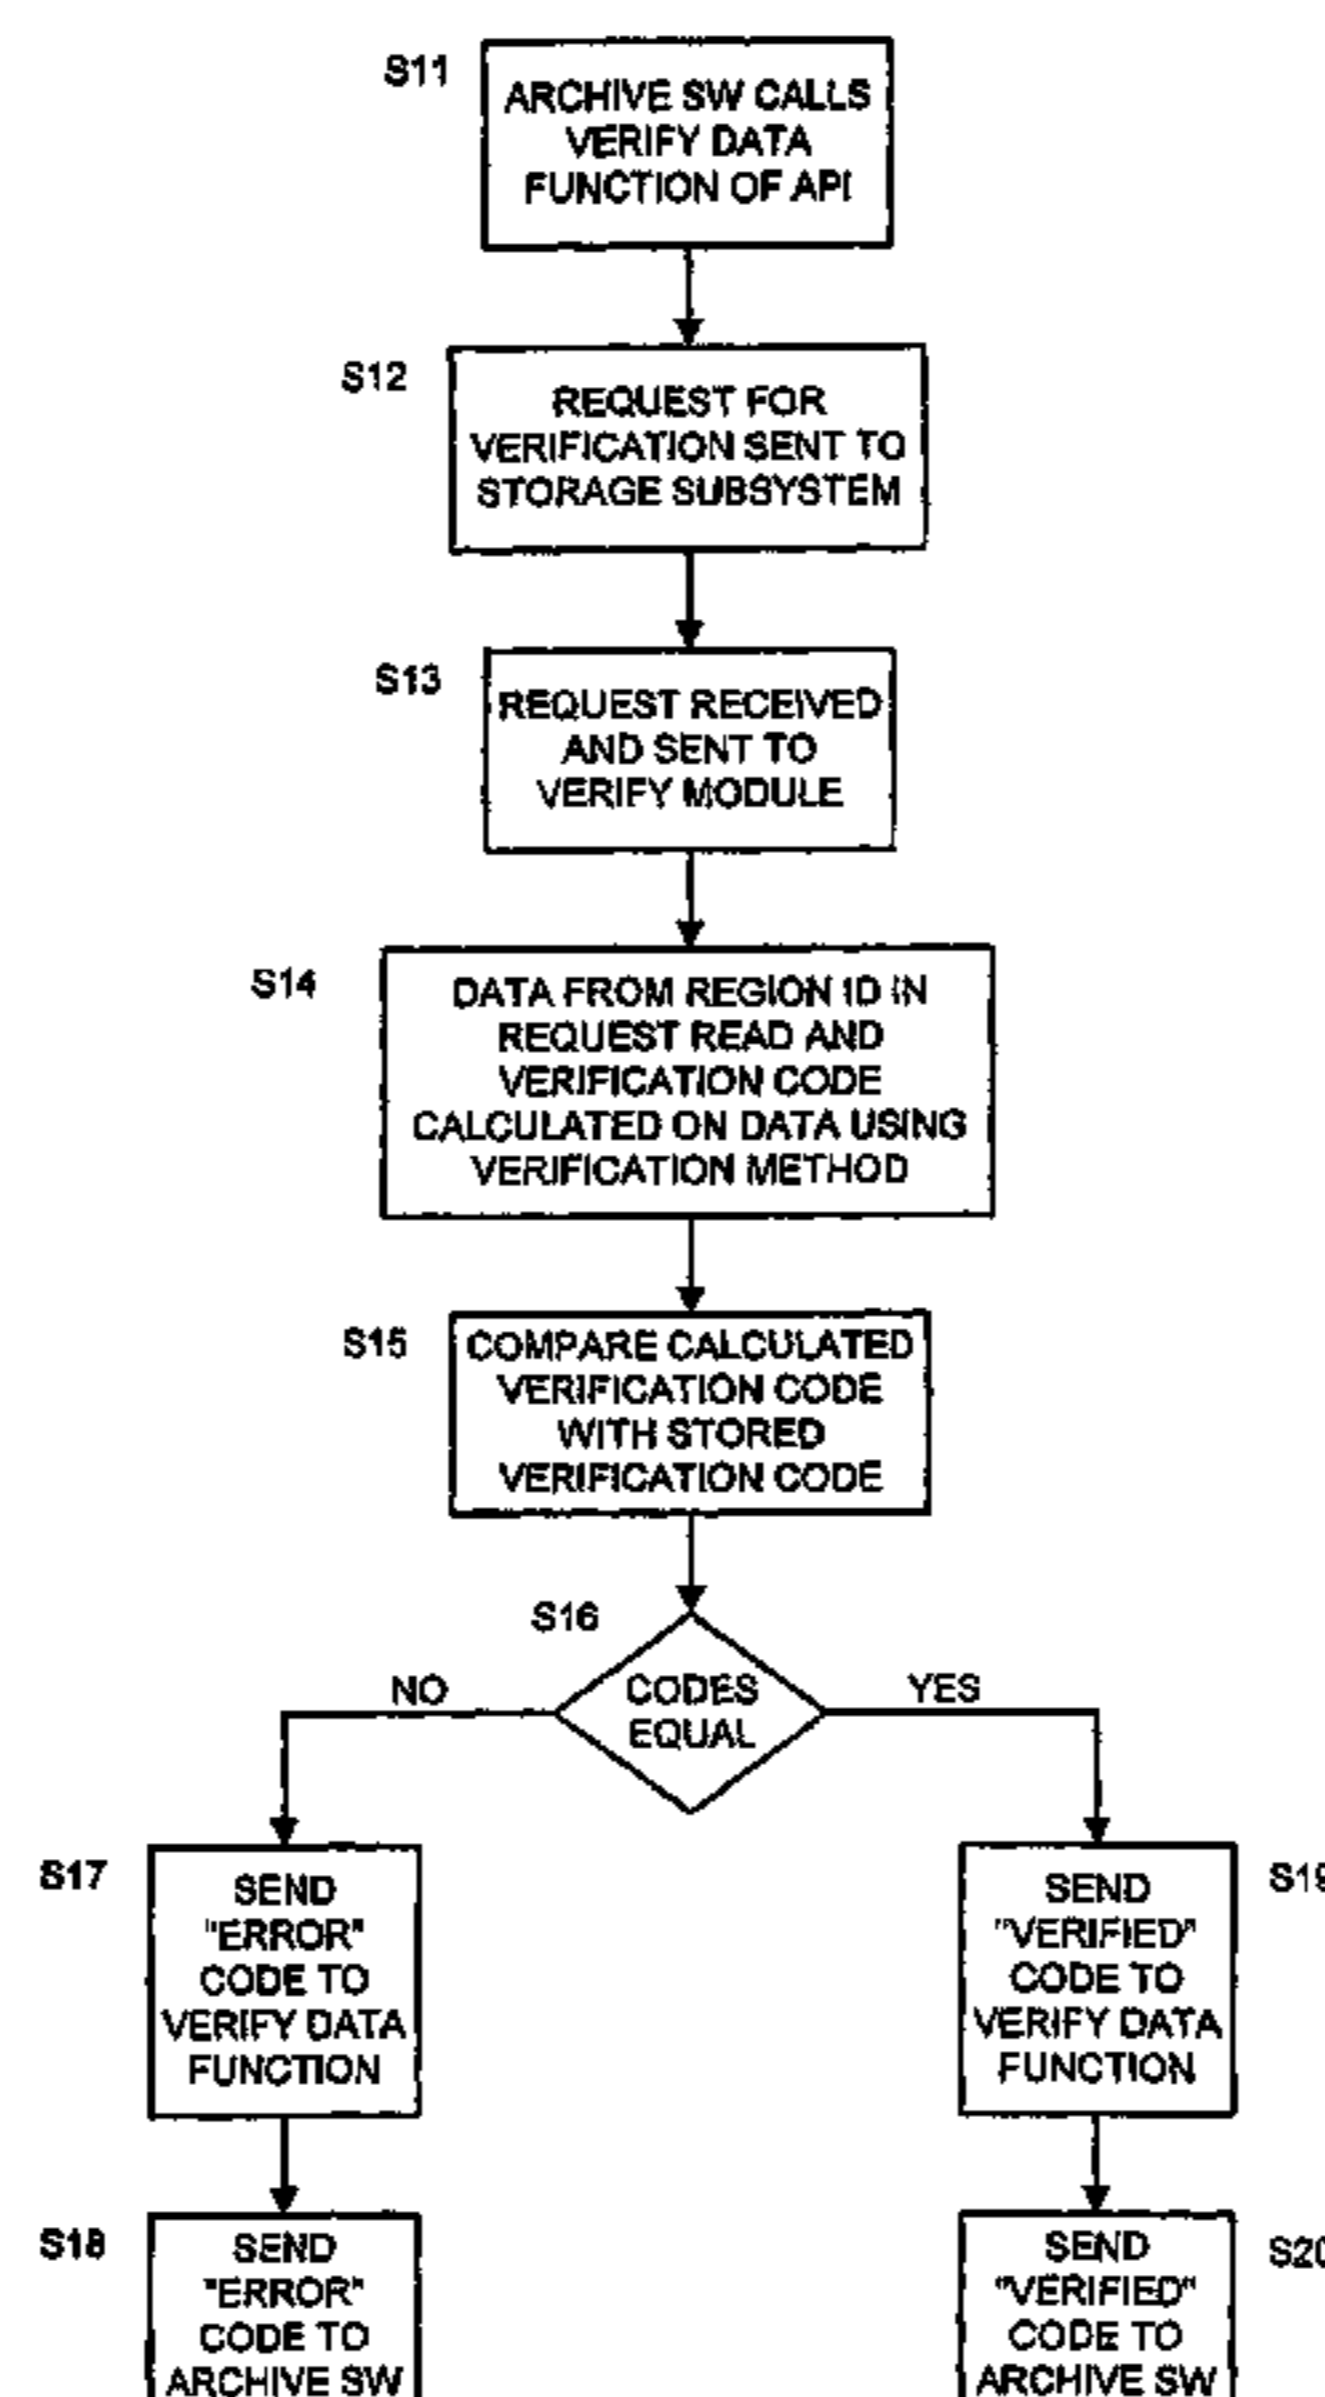 S11
ARCHIVE SW CALLS
VERIFY DATA
FUNCTION OF API
S12
REQUEST FOR
VERIFICATION SENT TO
STORAGE SUBSYSTEM
S13
REQUEST RECEIVED
AND SENT TO
VERIFY MODULE
S14
DATA FROM REGION ID IN
REQUEST READ AND
VERIFICATION CODE
CALCULATED ON DATA USING
VERIFICATION METHOD
S15
COMPARE CALCULATED
VERIFICATION CODE
WITH STORED
VERIFICATION CODE
S16
CODES
EQUAL
NO
YES
S17
SEND
"ERROR"
CODE TO
VERIFY DATA
FUNCTION
S19
SEND
"VERIFIED"
CODE TO
VERIFY DATA
FUNCTION
S18
SEND
"ERROR"
CODE TO
ARCHIVE SW
S20
SEND
"VERIFIED"
CODE TO
ARCHIVE SW